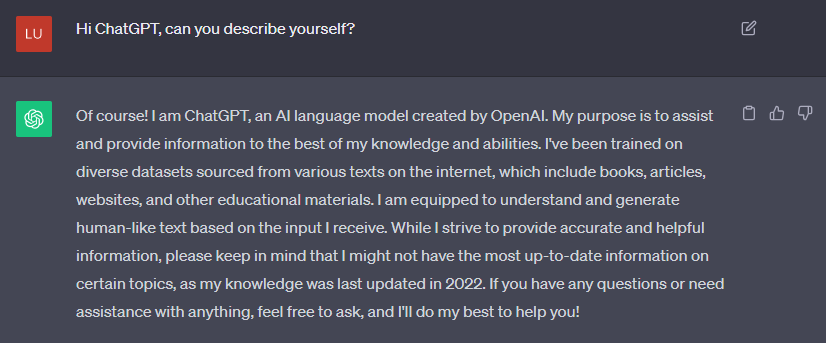 LU
Hi ChatGPT, can you describe yourself?
Of course! I am ChatGPT, an AI language model created by OpenAI. My purpose is to assist
and provide information to the best of my knowledge and abilities. I've been trained on
diverse datasets sourced from various texts on the internet, which include books, articles,
websites, and other educational materials. I am equipped to understand and generate
human-like text based on the input I receive. While I strive to provide accurate and helpful
information, please keep in mind that I might not have the most up-to-date information on
certain topics, as my knowledge was last updated in 2022. If you have any questions or need
assistance with anything, feel free to ask, and I'll do my best to help you!